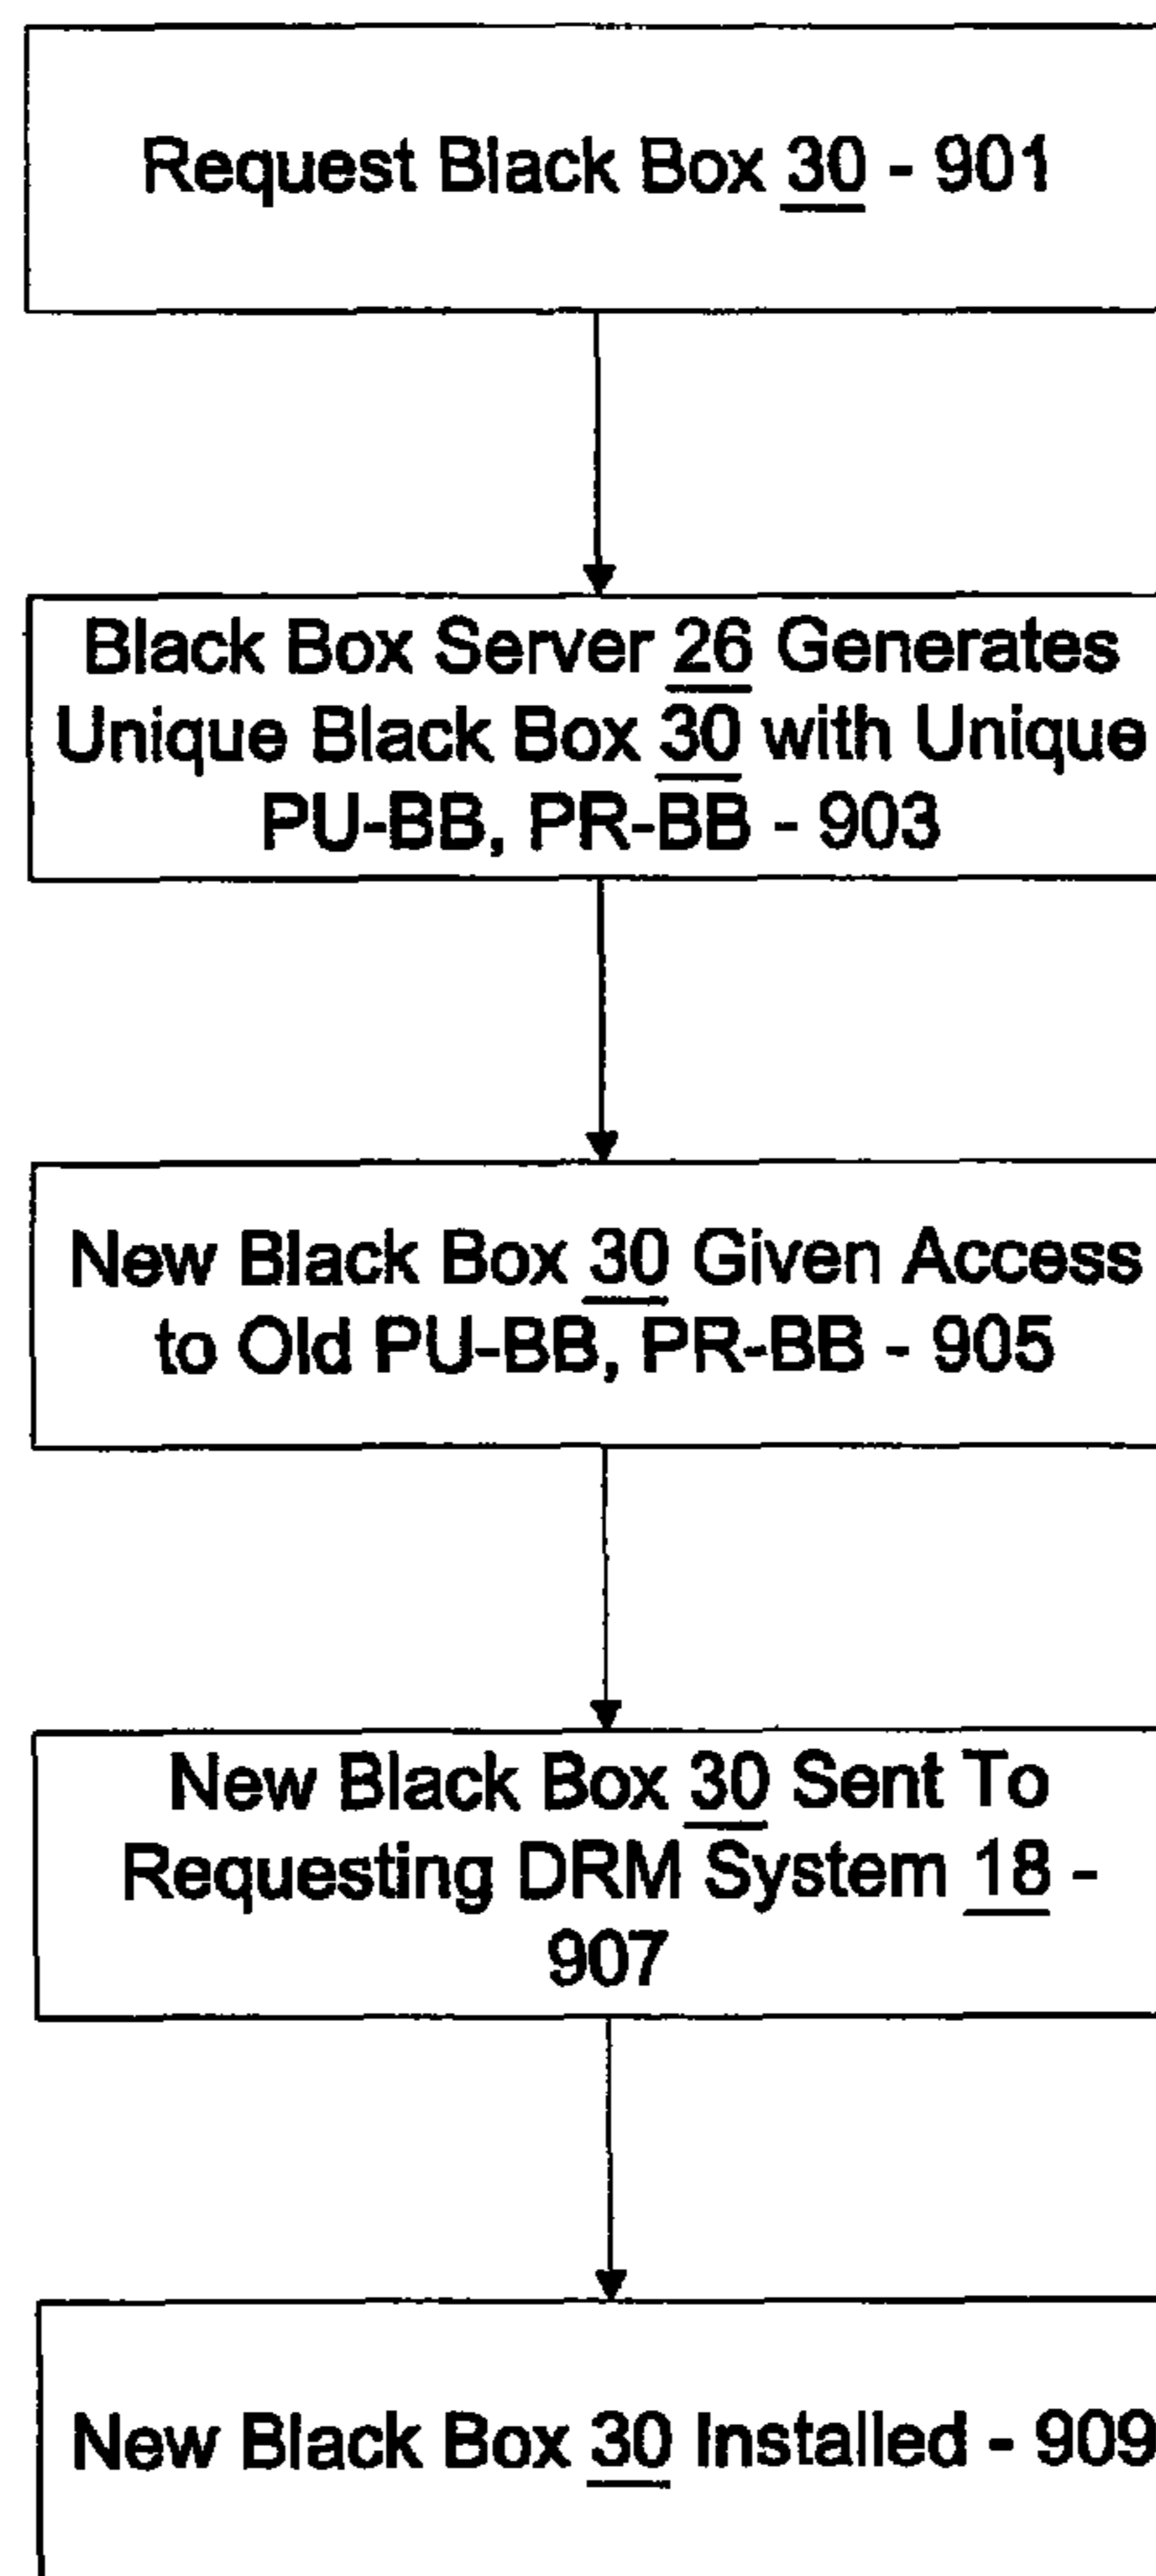 Request Black Box 30 - 901
Black Box Server 26 Generates
Unique Black Box 30 with Unique
PU-BB, PR-BB - 903
New Black Box 30 Given Access
to Old PU-BB, PR-BB - 905
New Black Box 30 Sent To
Requesting DRM System 18 -
907
New Black Box 30 Installed - 909